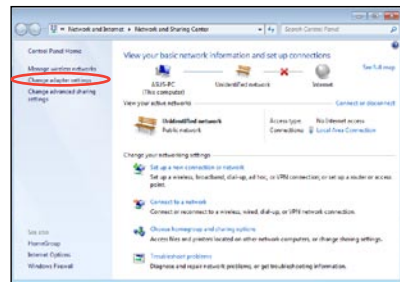 Network and Internet ▸ Network and Sharing Center
Search Control Panel
Control Panel Home
Manage wireless networks
Change adapter settings
Change advanced sharing settings
View your basic network information and set up connections
See full map
ASUS-PC
(This computer)
Unidentified network
Internet
View your active networks
Connect or disconnect
Unidentified network
Public network
Access type: No Internet access
Connections: Local Area Connection
Change your networking settings
Set up a new connection or network
Set up a wireless, broadband, dial-up, ad hoc, or VPN connection; or set up a router or access
point.
Connect to a network
Connect or reconnect to a wireless, wired, dial-up, or VPN network connection.
Choose homegroup and sharing options
Access files and printers located on other network computers, or change sharing settings.
Troubleshoot problems
Diagnose and repair network problems, or get troubleshooting information.
See also
HomeGroup
Internet Options
Windows Firewall